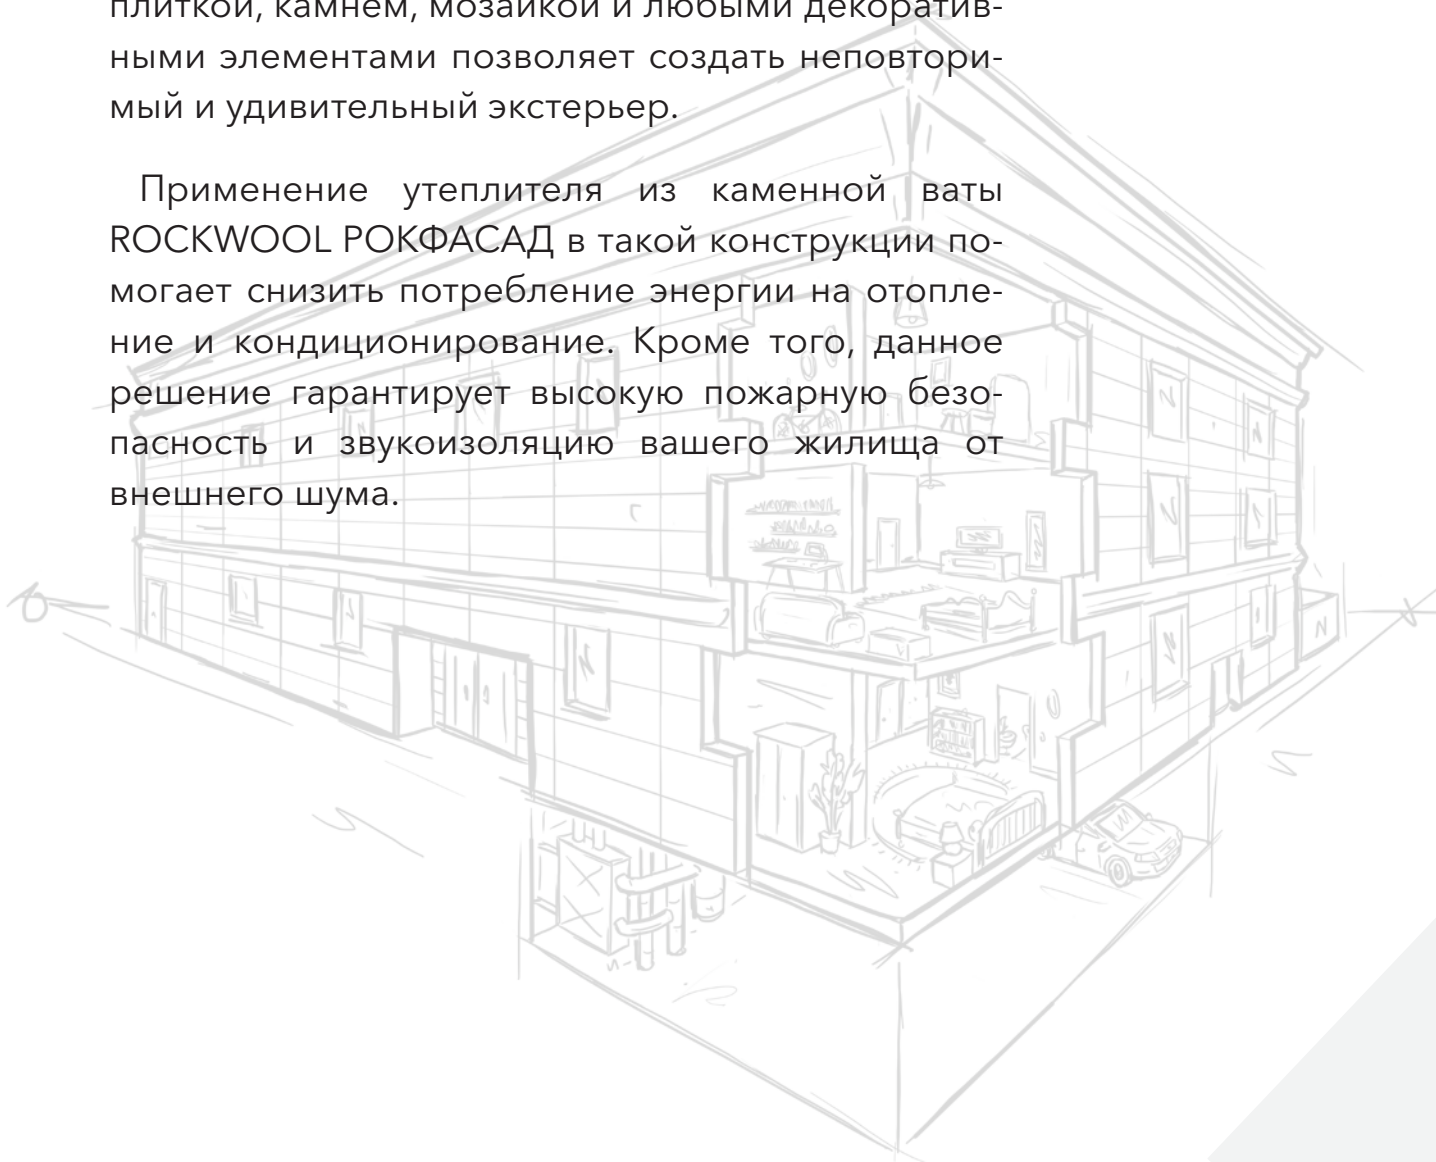 плиткой, камнем, мозаикой и любыми декоратив-
ными элементами позволяет создать неповтори-
мый и удивительный экстерьер.
Применение утеплителя из каменной ваты
ROCKWOOL РОКФАСАД в такой конструкции по-
могает снизить потребление энергии на отопле-
ние и кондиционирование. Кроме того, данное
решение гарантирует высокую пожарную безо-
пасность и звукоизоляцию вашего жилища от
внешнего шума.